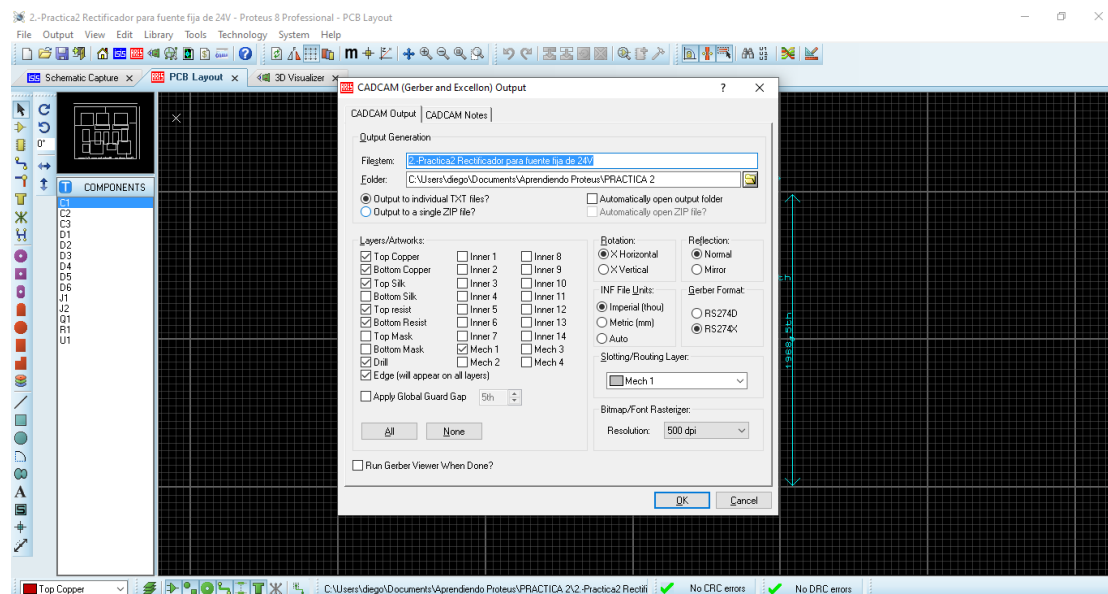 2.-Practica2 Rectificador para fuente fija de 24V - Proteus 8 Professional - PCB Layout
File Output View Edit Library Tools Technology System Help
Schematic Capture x PCB Layout x 3D Visualizer x
CADCAM (Gerber and Excellon) Output ? X
CADCAM Output CADCAM Notes
Output Generation
Filestem: 2.-Practica2 Rectificador para fuente fija de 24V
Folder: C:\Users\diego\Documents\Aprendiendo Proteus\PRACTICA 2
Output to individual TXT files? Automatically open output folder
Output to a single ZIP file? Automatically open ZIP file?
Layers/Artworks:
Top Copper Inner 1 Inner 8
Bottom Copper Inner 2 Inner 9
Top Silk Inner 3 Inner 10
Bottom Silk Inner 4 Inner 11
Top resist Inner 5 Inner 12
Bottom Resist Inner 6 Inner 13
Top Mask Inner 7 Inner 14
Bottom Mask Mech 1 Mech 3
Drill Mech 2 Mech 4
Edge (will appear on all layers)
Apply Global Guard Gap 5th
All None
Run Gerber Viewer When Done?
Rotation: Reflection:
X Horizontal Normal
X Vertical Mirror
INF File Units: Gerber Format:
Imperial (thou) RS274D
Metric (mm) RS274X
Auto
Slotting/Routing Layer:
Mech 1
Bitmap/Font Rasterizer:
Resolution: 500 dpi
OK Cancel
0°
T COMPONENTS
C1
C2
C3
D1
D2
D3
D4
D5
D6
J1
J2
Q1
R1
U1
th
1968.5th
Top Copper C:\Users\diego\Documents\Aprendiendo Proteus\PRACTICA 2\2.-Practica2 Rectifi No CRC errors No DRC errors